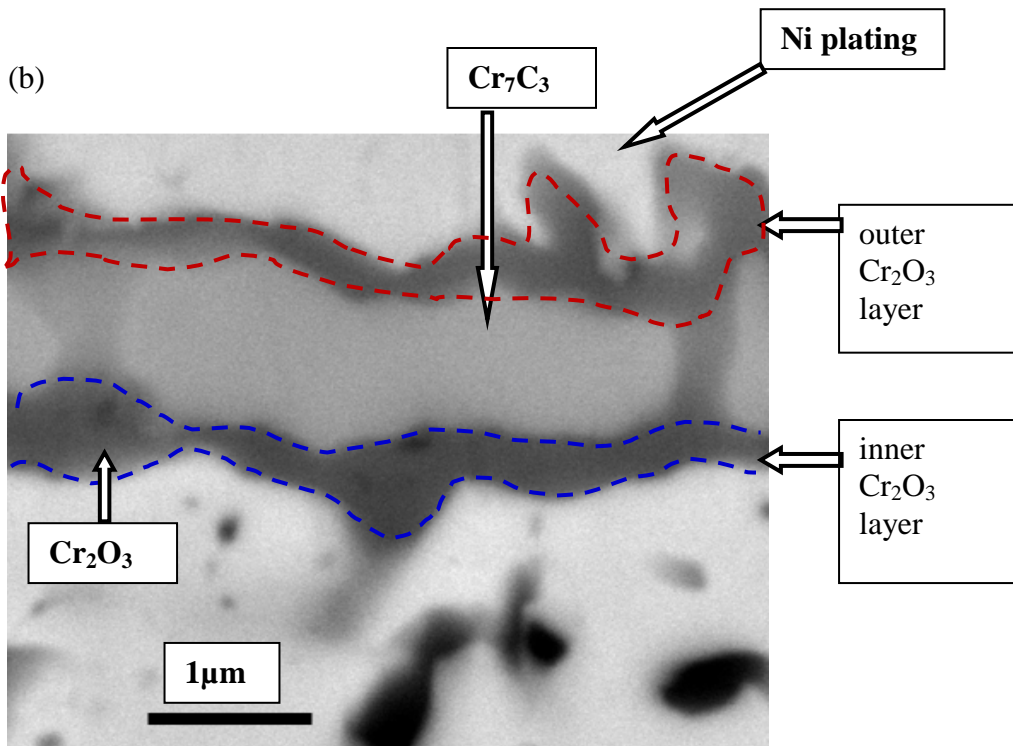 Ni plating
(b)
Cr₇C₃
outer
Cr₂O₃
layer
inner
Cr₂O₃
layer
Cr₂O₃
1µm